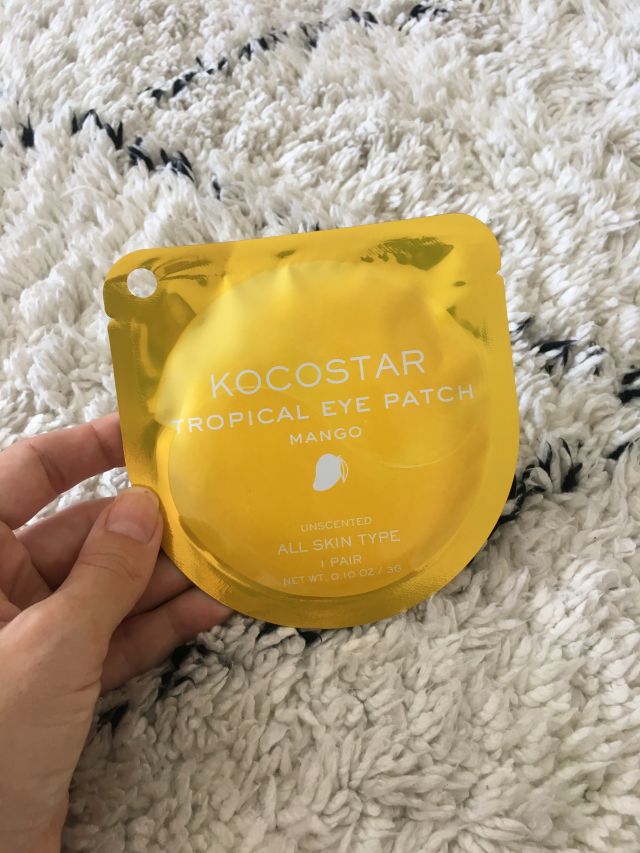 KOCOSTAR
TROPICAL EYE PATCH
MANGO
UNSCENTED
ALL SKIN TYPE
1 PAIR
NET WT. 0.10 OZ / 3G